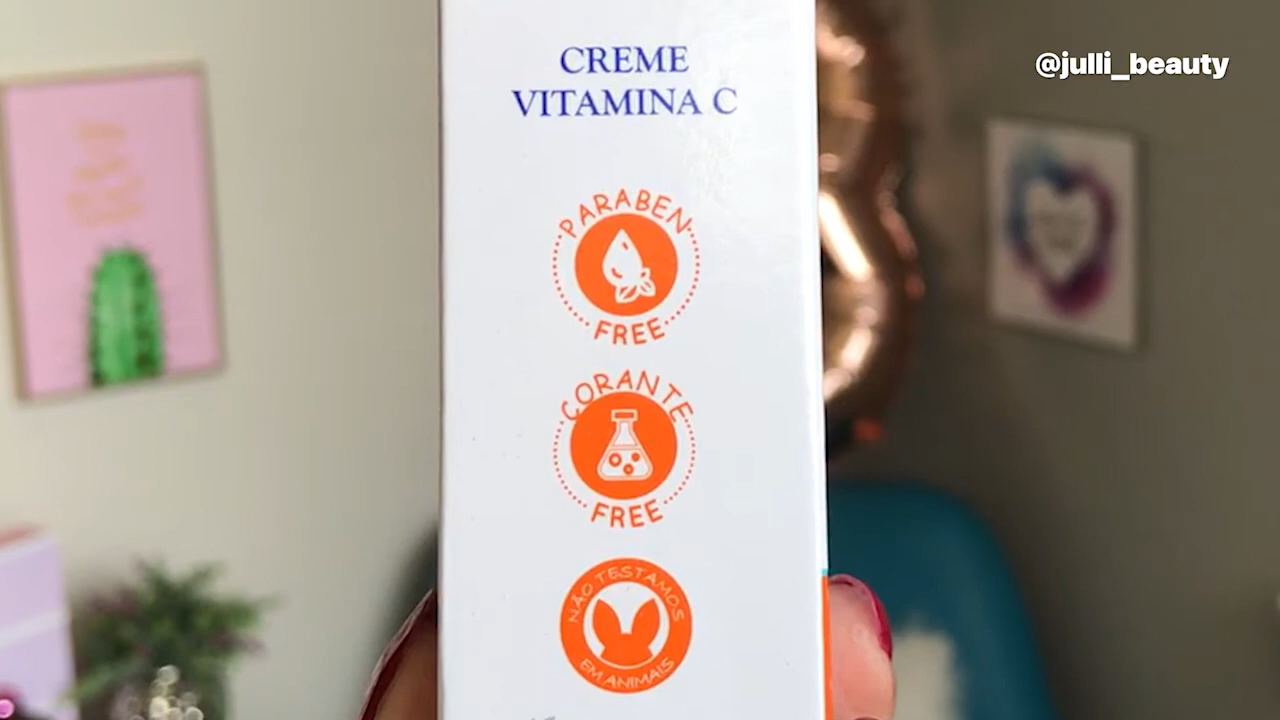 @julli_beauty
CREME
VITAMINA C
PARABEN
FREE
CORANTE
FREE
NÃO TESTAMOS
EM ANIMAIS